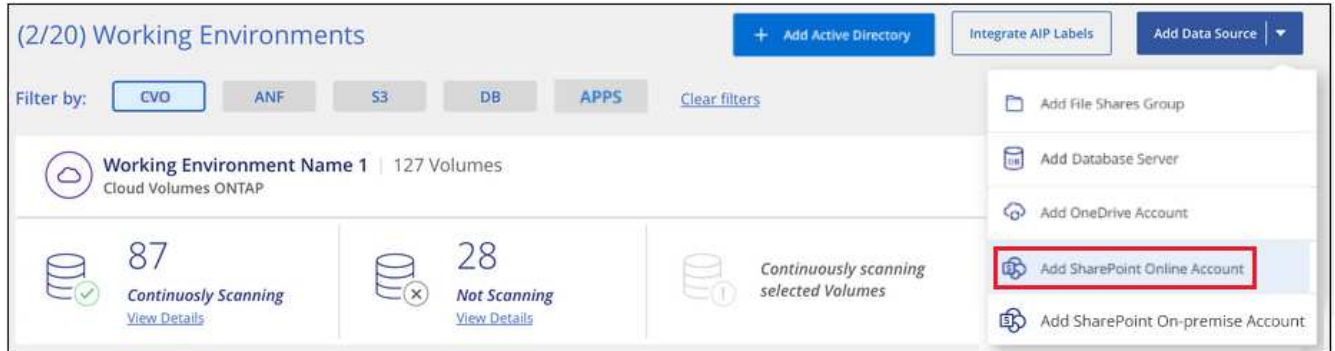 (2/20) Working Environments
+ Add Active Directory
Integrate AIP Labels
Add Data Source
Filter by:
CVO
ANF
S3
DB
APPS
Clear filters
Working Environment Name 1 | 127 Volumes
Cloud Volumes ONTAP
87
Continuosly Scanning
View Details
28
Not Scanning
View Details
Continuously scanning
selected Volumes
Add File Shares Group
DB
Add Database Server
Add OneDrive Account
S
Add SharePoint Online Account
S
Add SharePoint On-premise Account